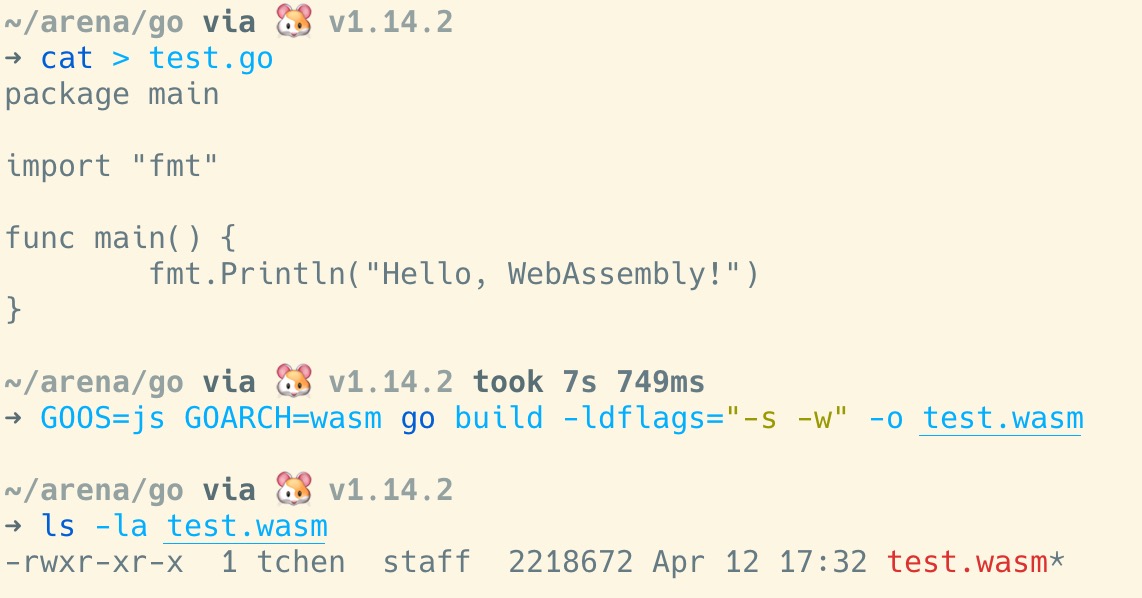 ~/arena/go via 🐹 v1.14.2
➜ cat > test.go
package main
import "fmt"
func main() {
        fmt.Println("Hello, WebAssembly!")
}
~/arena/go via 🐹 v1.14.2 took 7s 749ms
➜ GOOS=js GOARCH=wasm go build -ldflags="-s -w" -o test.wasm
~/arena/go via 🐹 v1.14.2
➜ ls -la test.wasm
-rwxr-xr-x  1 tchen  staff  2218672 Apr 12 17:32 test.wasm*